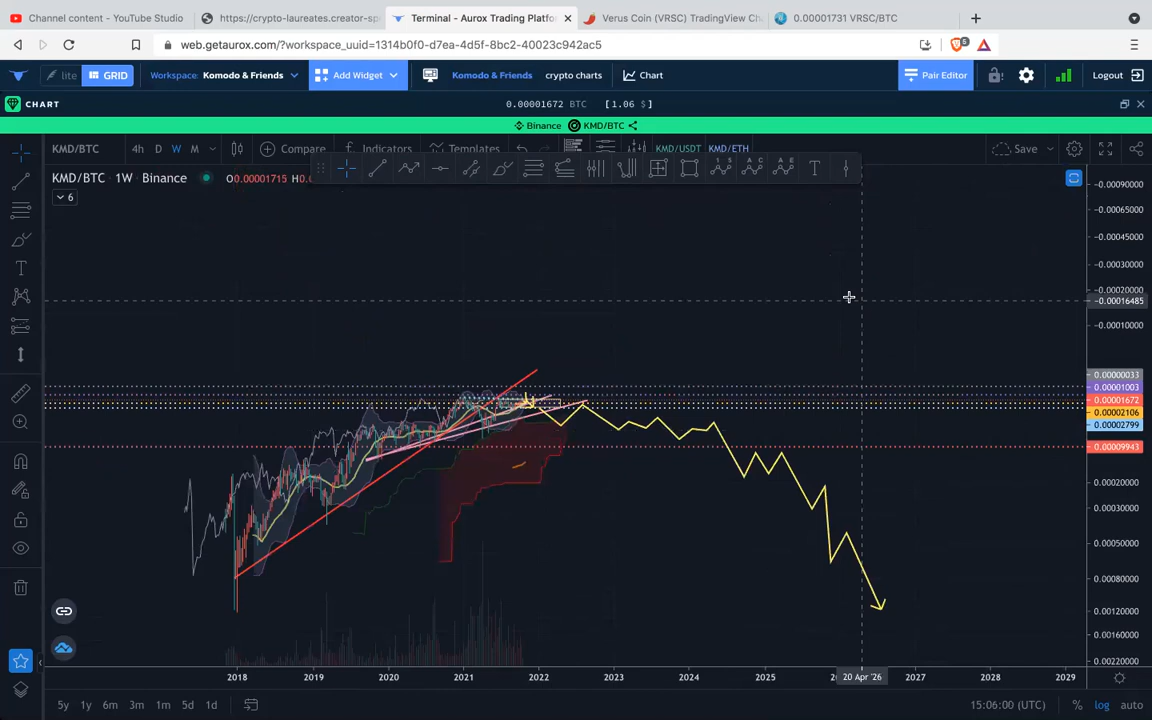 Channel content - YouTube Studio
https://crypto-laureates.creator-sp
Terminal - Aurox Trading Platfo
Verus Coin (VRSC) TradingView Ch
0.00001731 VRSC/BTC
web.getaurox.com/?workspace_uuid=1314b0f0-d7ea-4d5f-8bc2-40023c942ac5
lite
GRID
Workspace: Komodo & Friends
Add Widget
Komodo & Friends
crypto charts
Chart
Pair Editor
Logout
CHART
0.00001672 BTC [1.06 $ ]
Binance KMD/BTC
KMD/BTC
4h D W M
Compare
Indicators
Templates
KMD/USDT
KMD/ETH
Save
KMD/BTC · 1W · Binance
O0.00001715 H0.
6
−0.00090000
−0.00065000
−0.00045000
−0.00030000
−0.00020000
−0.00016485
−0.00010000
0.00000033
0.00001003
0.00001672
0.00002106
0.00002799
0.00009943
0.00020000
0.00030000
0.00050000
0.00080000
0.00120000
0.00160000
0.00220000
2018 2019 2020 2021 2022 2023 2024 2025 20 Apr '26 2027 2028 2029
5y 1y 6m 3m 1m 5d 1d
15:06:00 (UTC)
% log auto